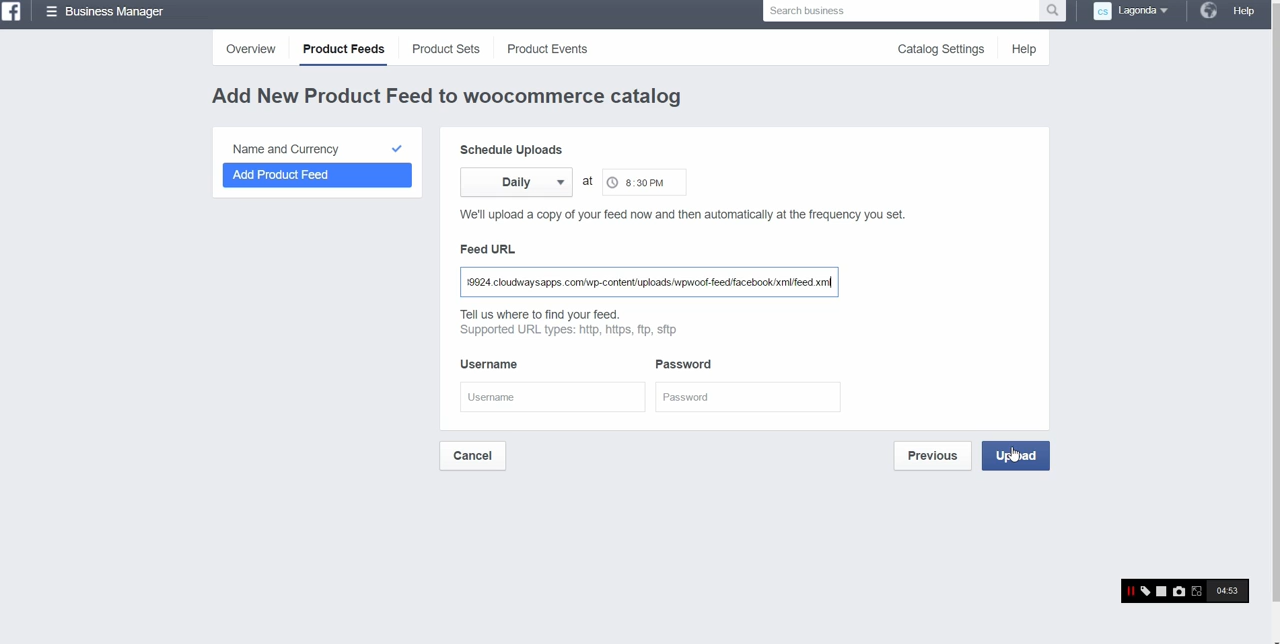 Business Manager
Search business
cs Lagonda
Help
Overview Product Feeds Product Sets Product Events Catalog Settings Help
Add New Product Feed to woocommerce catalog
Name and Currency
Add Product Feed
Schedule Uploads
Daily at 8:30 PM
We'll upload a copy of your feed now and then automatically at the frequency you set.
Feed URL
9924.cloudwaysapps.com/wp-content/uploads/wpwoof-feed/facebook/xml/feed.xml
Tell us where to find your feed.
Supported URL types: http, https, ftp, sftp
Username Password
Username Password
Cancel Previous Upload
04:53